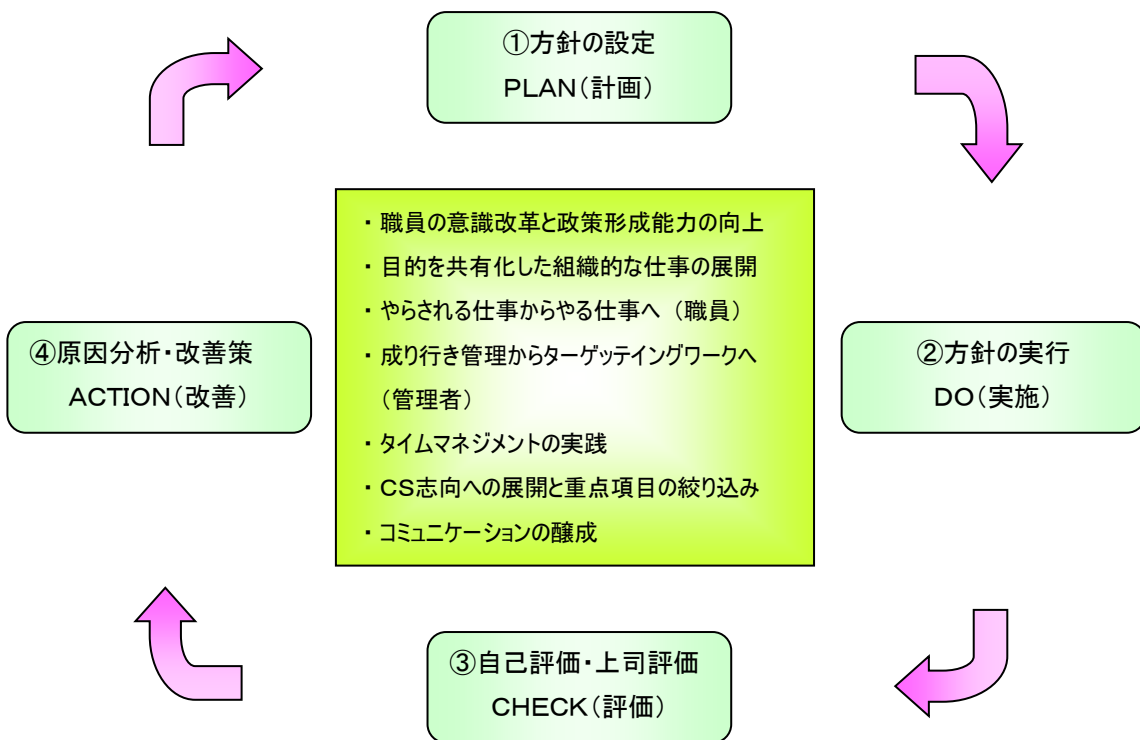 ①方針の設定
PLAN(計画)
・職員の意識改革と政策形成能力の向上
・目的を共有化した組織的な仕事の展開
・やらされる仕事からやる仕事へ (職員)
・成り行き管理からターゲッテイングワークへ
(管理者)
・タイムマネジメントの実践
・CS志向への展開と重点項目の絞り込み
・コミュニケーションの醸成
④原因分析・改善策
ACTION(改善)
②方針の実行
DO(実施)
③自己評価・上司評価
CHECK(評価)